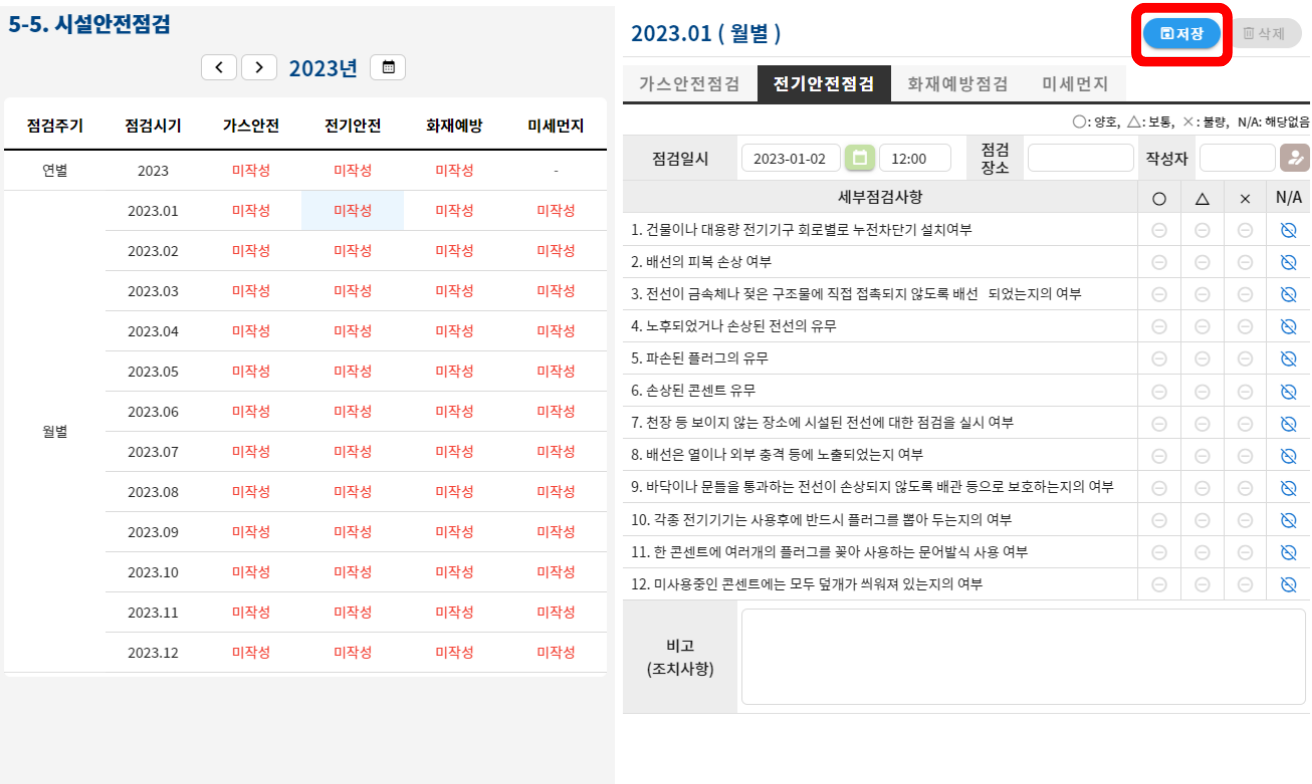 5-5. 시설안전점검
2023년
점검주기 점검시기 가스안전 전기안전 화재예방 미세먼지
연별 2023 미작성 미작성 미작성 -
월별
2023.01 미작성 미작성 미작성 미작성
2023.02 미작성 미작성 미작성 미작성
2023.03 미작성 미작성 미작성 미작성
2023.04 미작성 미작성 미작성 미작성
2023.05 미작성 미작성 미작성 미작성
2023.06 미작성 미작성 미작성 미작성
2023.07 미작성 미작성 미작성 미작성
2023.08 미작성 미작성 미작성 미작성
2023.09 미작성 미작성 미작성 미작성
2023.10 미작성 미작성 미작성 미작성
2023.11 미작성 미작성 미작성 미작성
2023.12 미작성 미작성 미작성 미작성
2023.01 ( 월별 ) 저장 삭제
가스안전점검 전기안전점검 화재예방점검 미세먼지
○: 양호, △: 보통, ×: 불량, N/A: 해당없음
점검일시 2023-01-02 12:00 점검 장소 작성자
세부점검사항 ○ △ × N/A
1. 건물이나 대용량 전기기구 회로별로 누전차단기 설치여부
2. 배선의 피복 손상 여부
3. 전선이 금속체나 젖은 구조물에 직접 접촉되지 않도록 배선 되었는지의 여부
4. 노후되었거나 손상된 전선의 유무
5. 파손된 플러그의 유무
6. 손상된 콘센트 유무
7. 천장 등 보이지 않는 장소에 시설된 전선에 대한 점검을 실시 여부
8. 배선은 열이나 외부 충격 등에 노출되었는지 여부
9. 바닥이나 문틀을 통과하는 전선이 손상되지 않도록 배관 등으로 보호하는지의 여부
10. 각종 전기기기는 사용후에 반드시 플러그를 뽑아 두는지의 여부
11. 한 콘센트에 여러개의 플러그를 꽂아 사용하는 문어발식 사용 여부
12. 미사용중인 콘센트에는 모두 덮개가 씌워져 있는지의 여부
비고
(조치사항)